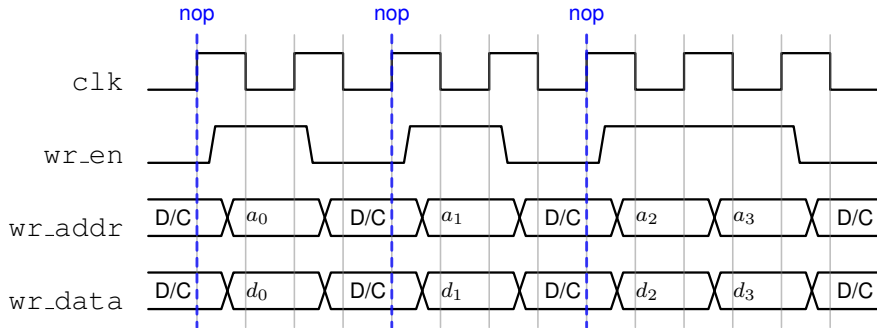 nop nop nop
clk
wr_en
wr_addr D/C a0 D/C a1 D/C a2 a3 D/C
wr_data D/C d0 D/C d1 D/C d2 d3 D/C